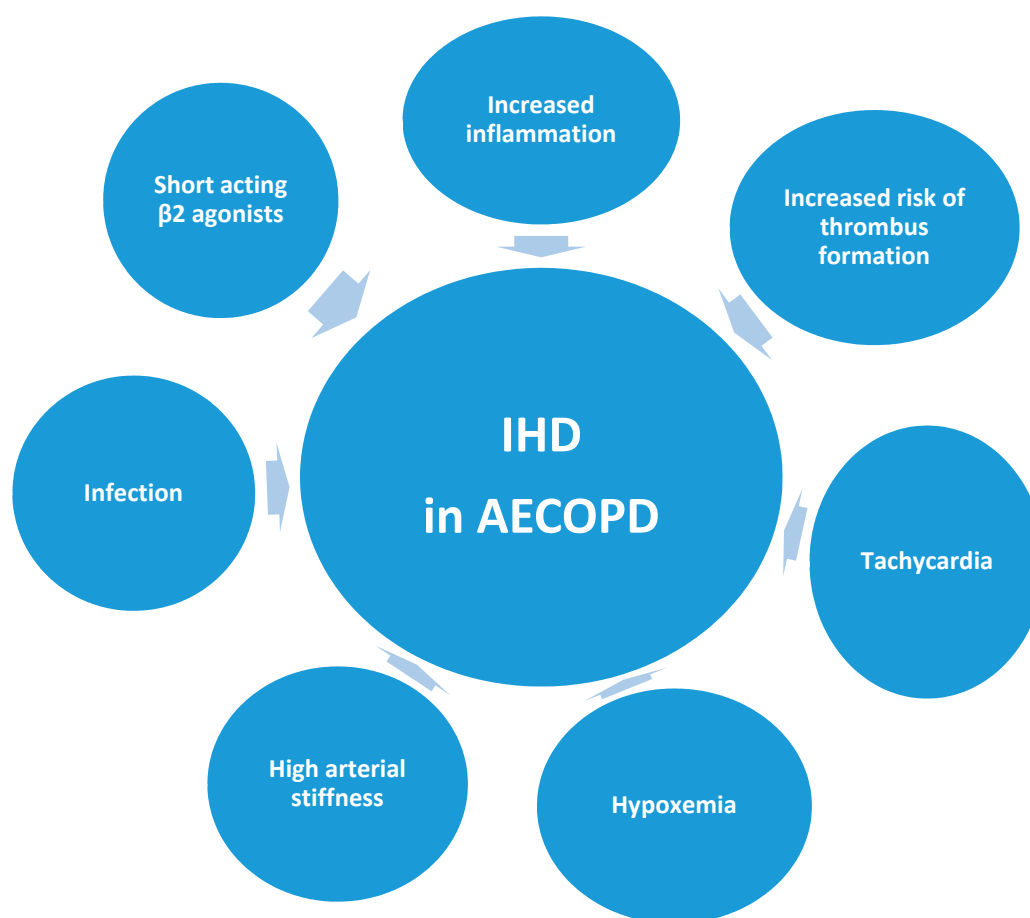 Increased
inflammation
Short acting
β2 agonists
Increased risk of
thrombus
formation
IHD
in AECOPD
Infection
Tachycardia
High arterial
stiffness
Hypoxemia